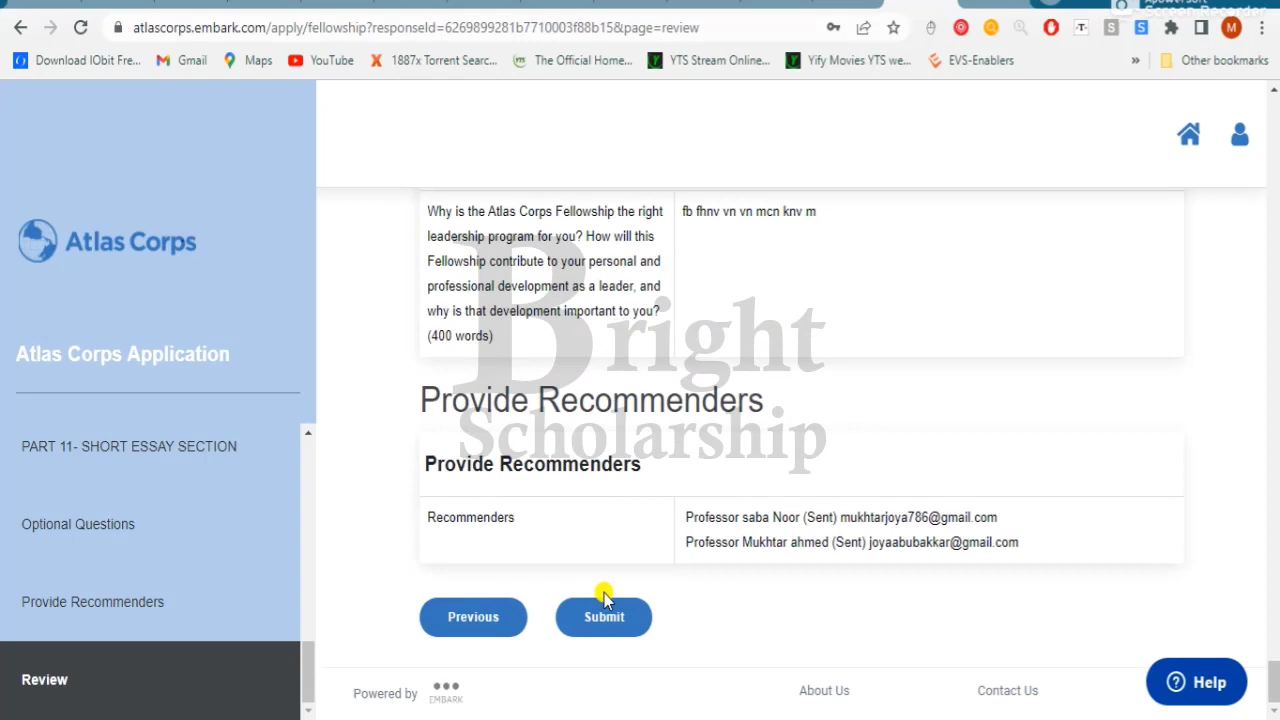 Apowersoft
Screen Recorder
atlascorps.embark.com/apply/fellowship?responseId=6269899281b7710003f88b15&page=review
M
Download IObit Fre...
Gmail
Maps
YouTube
1887x Torrent Searc...
The Official Home...
YTS Stream Online...
Yify Movies YTS we...
EVS-Enablers
»
Other bookmarks
Atlas Corps
Atlas Corps Application
PART 11- SHORT ESSAY SECTION
Optional Questions
Provide Recommenders
Review
Why is the Atlas Corps Fellowship the right
leadership program for you? How will this
Fellowship contribute to your personal and
professional development as a leader, and
why is that development important to you?
(400 words)
fb fhnv vn vn mcn knv m
Bright
Scholarship
Provide Recommenders
Provide Recommenders
Recommenders
Professor saba Noor (Sent) mukhtarjoya786@gmail.com
Professor Mukhtar ahmed (Sent) joyaabubakkar@gmail.com
Previous
Submit
Powered by
EMBARK
About Us
Contact Us
Help